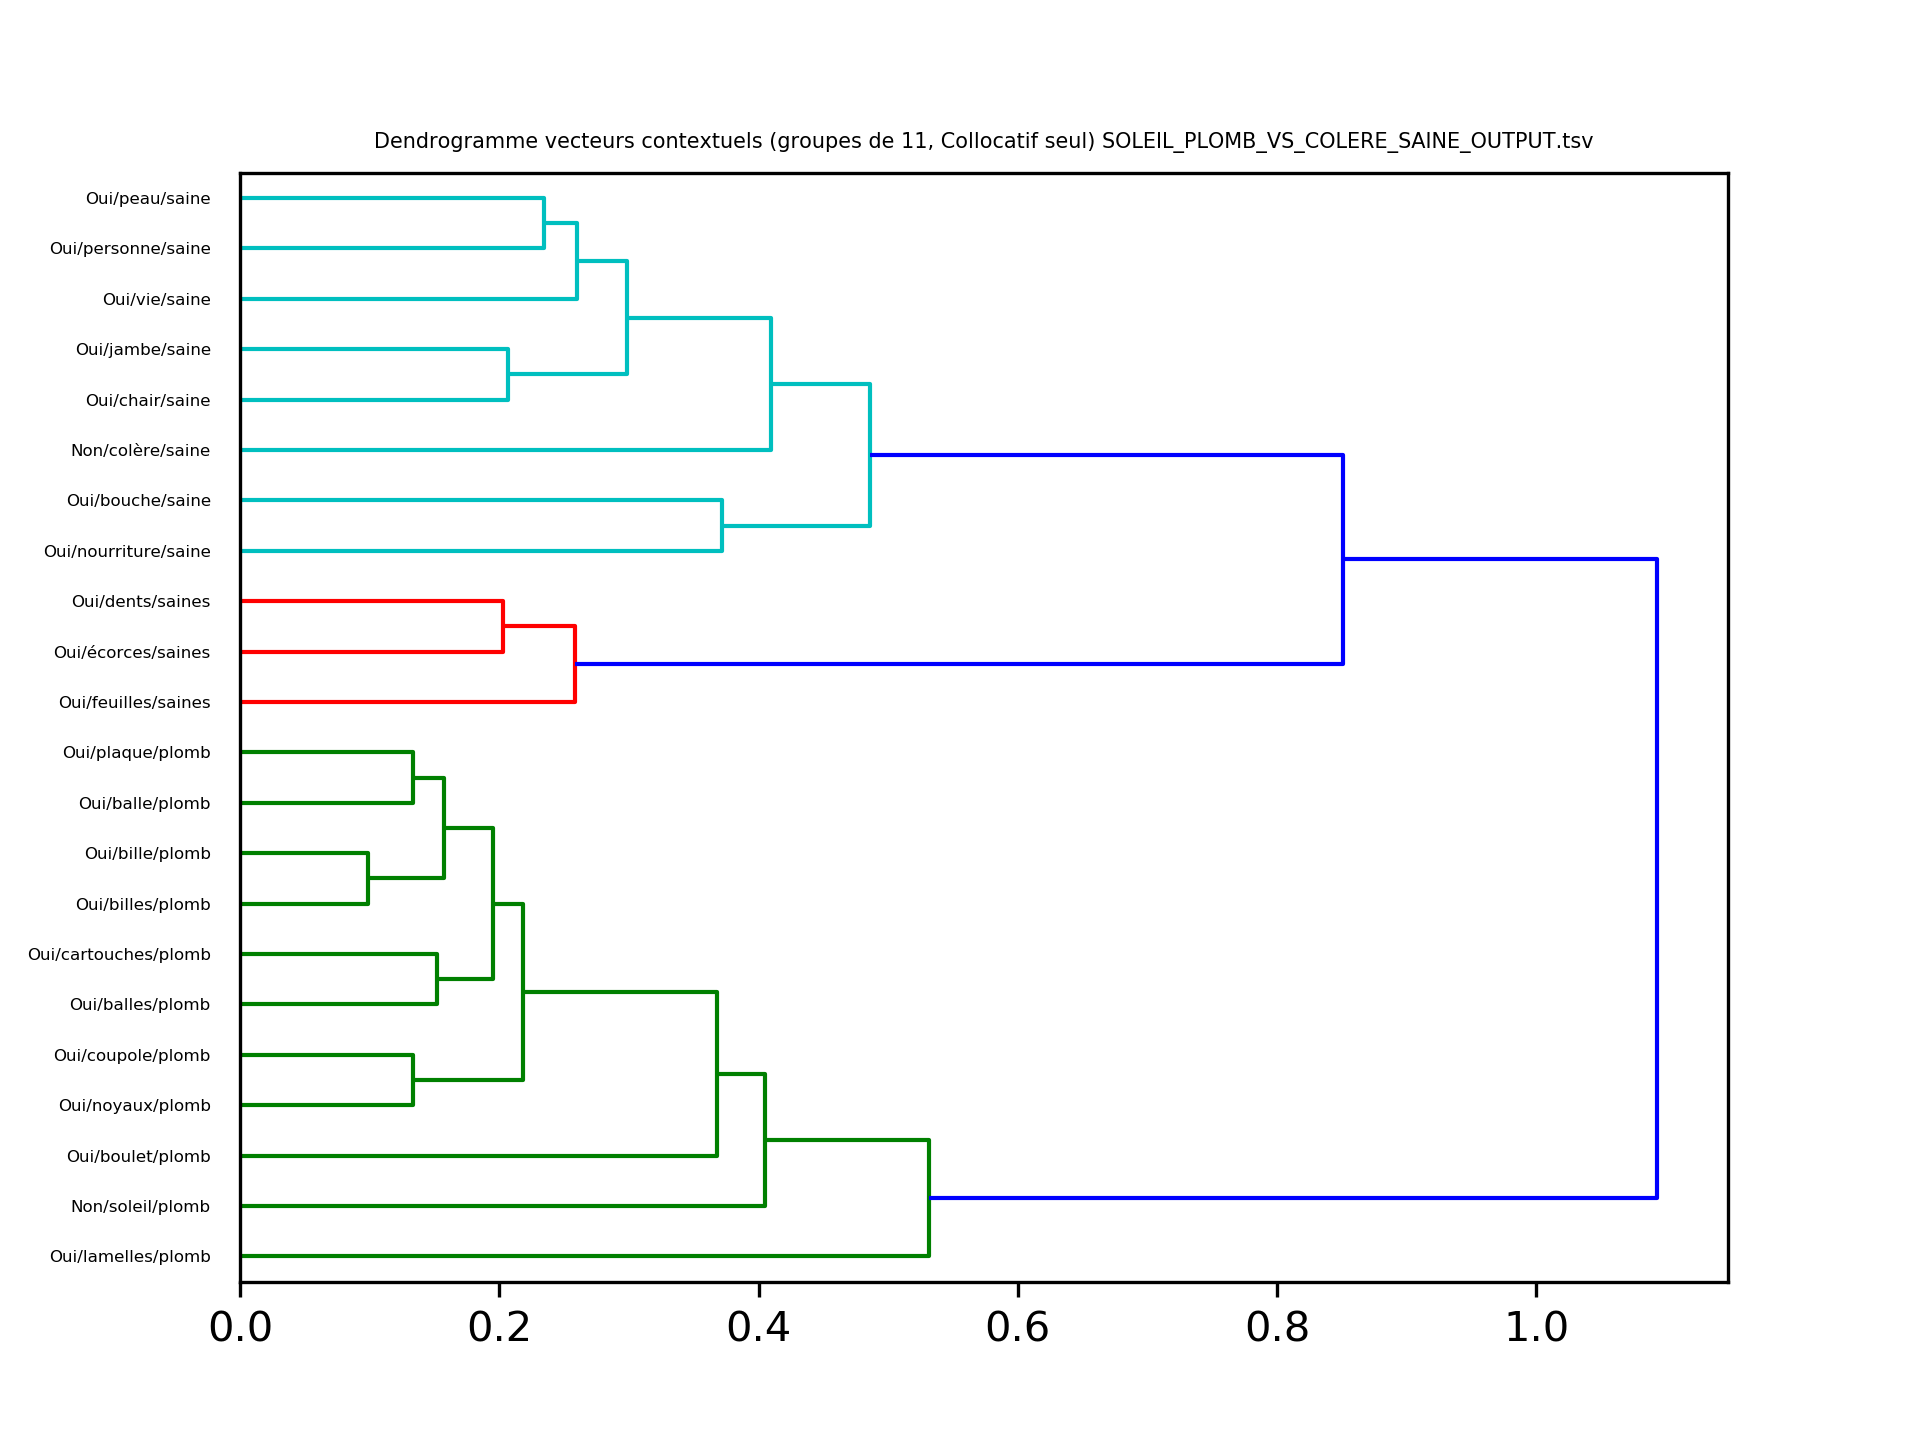 Dendrogramme vecteurs contextuels (groupes de 11, Collocatif seul) SOLEIL_PLOMB_VS_COLERE_SAINE_OUTPUT.tsv
Oui/peau/saine
Oui/personne/saine
Oui/vie/saine
Oui/jambe/saine
Oui/chair/saine
Non/colère/saine
Oui/bouche/saine
Oui/nourriture/saine
Oui/dents/saines
Oui/écorces/saines
Oui/feuilles/saines
Oui/plaque/plomb
Oui/balle/plomb
Oui/bille/plomb
Oui/billes/plomb
Oui/cartouches/plomb
Oui/balles/plomb
Oui/coupole/plomb
Oui/noyaux/plomb
Oui/boulet/plomb
Non/soleil/plomb
Oui/lamelles/plomb
0.0 0.2 0.4 0.6 0.8 1.0